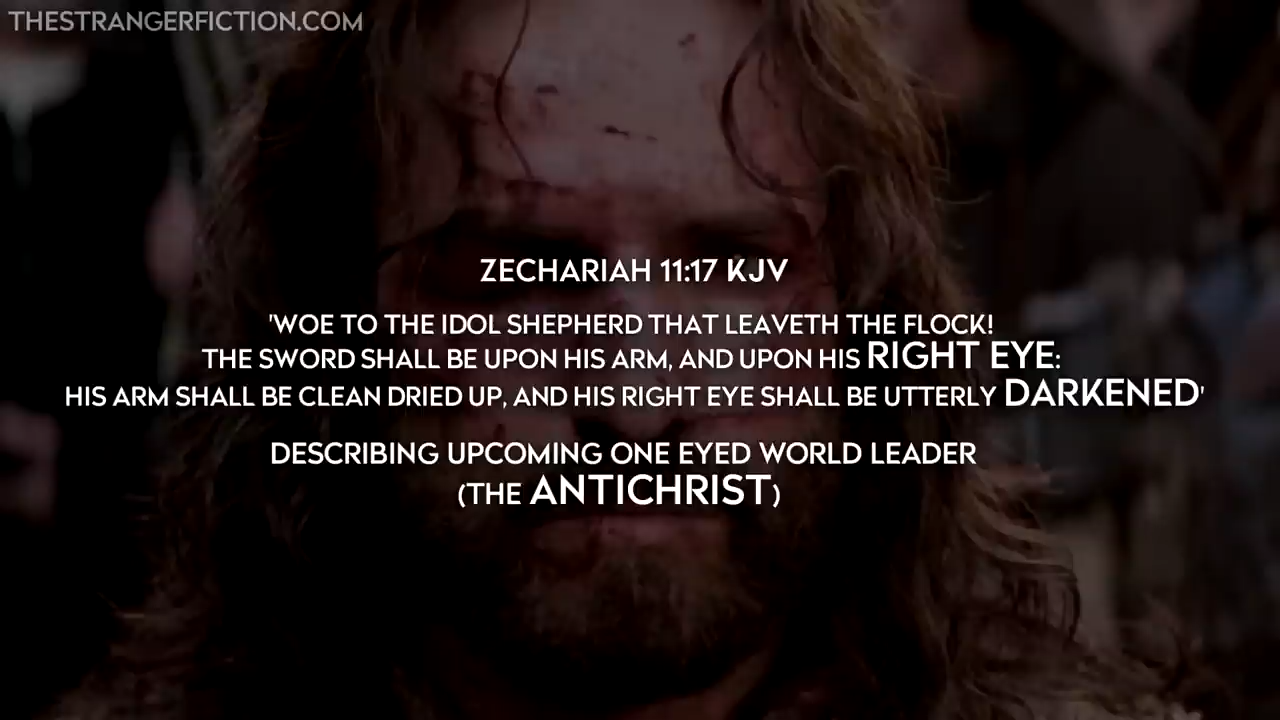 THESTRANGERFICTION.COM
ZECHARIAH 11:17 KJV
'WOE TO THE IDOL SHEPHERD THAT LEAVETH THE FLOCK!
THE SWORD SHALL BE UPON HIS ARM, AND UPON HIS RIGHT EYE:
HIS ARM SHALL BE CLEAN DRIED UP, AND HIS RIGHT EYE SHALL BE UTTERLY DARKENED'
DESCRIBING UPCOMING ONE EYED WORLD LEADER
(THE ANTICHRIST)